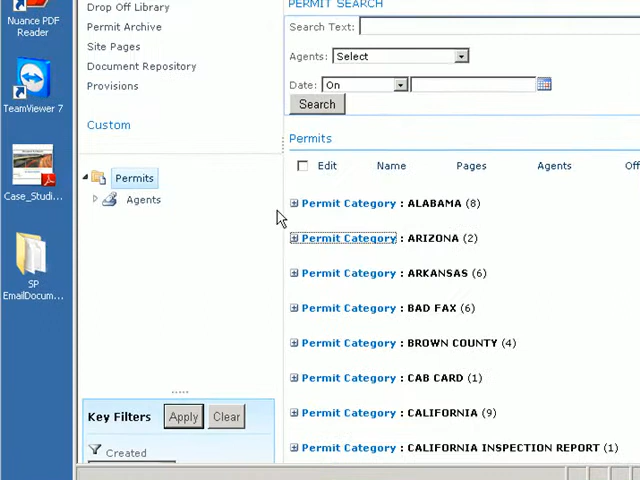 Nuance PDF
Reader
TeamViewer 7
Case_Studi...
SP
EmailDocum...
Drop Off Library
Permit Archive
Site Pages
Document Repository
Provisions
Custom
Permits
Agents
Key Filters
Apply
Clear
Created
PERMIT SEARCH
Search Text:
Agents: Select
Date: On
Search
Permits
Edit Name Pages Agents Off
Permit Category : ALABAMA (8)
Permit Category : ARIZONA (2)
Permit Category : ARKANSAS (6)
Permit Category : BAD FAX (6)
Permit Category : BROWN COUNTY (4)
Permit Category : CAB CARD (1)
Permit Category : CALIFORNIA (9)
Permit Category : CALIFORNIA INSPECTION REPORT (1)